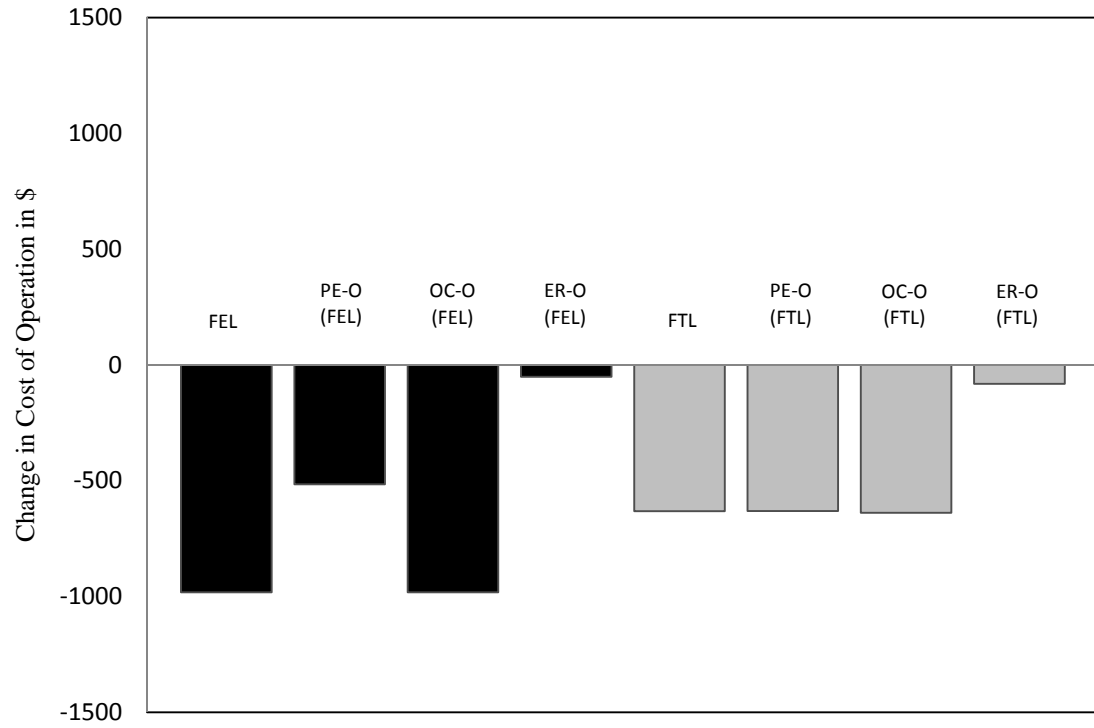 1500
1000
500
0
-500
-1000
-1500
Change in Cost of Operation in $
FEL
PE-O
(FEL)
OC-O
(FEL)
ER-O
(FEL)
FTL
PE-O
(FTL)
OC-O
(FTL)
ER-O
(FTL)